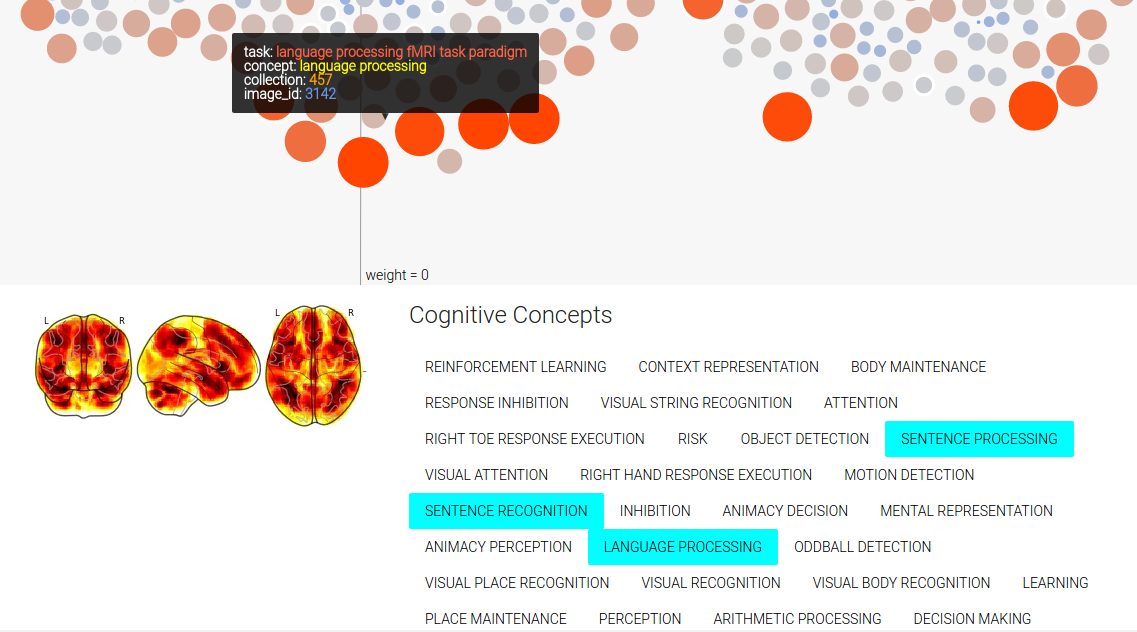 task: language processing fMRI task paradigm
concept: language processing
collection: 457
image_id: 3142
weight = 0
L R
L R
Cognitive Concepts
REINFORCEMENT LEARNING CONTEXT REPRESENTATION BODY MAINTENANCE
RESPONSE INHIBITION VISUAL STRING RECOGNITION ATTENTION
RIGHT TOE RESPONSE EXECUTION RISK OBJECT DETECTION SENTENCE PROCESSING
VISUAL ATTENTION RIGHT HAND RESPONSE EXECUTION MOTION DETECTION
SENTENCE RECOGNITION INHIBITION ANIMACY DECISION MENTAL REPRESENTATION
ANIMACY PERCEPTION LANGUAGE PROCESSING ODDBALL DETECTION
VISUAL PLACE RECOGNITION VISUAL RECOGNITION VISUAL BODY RECOGNITION LEARNING
PLACE MAINTENANCE PERCEPTION ARITHMETIC PROCESSING DECISION MAKING